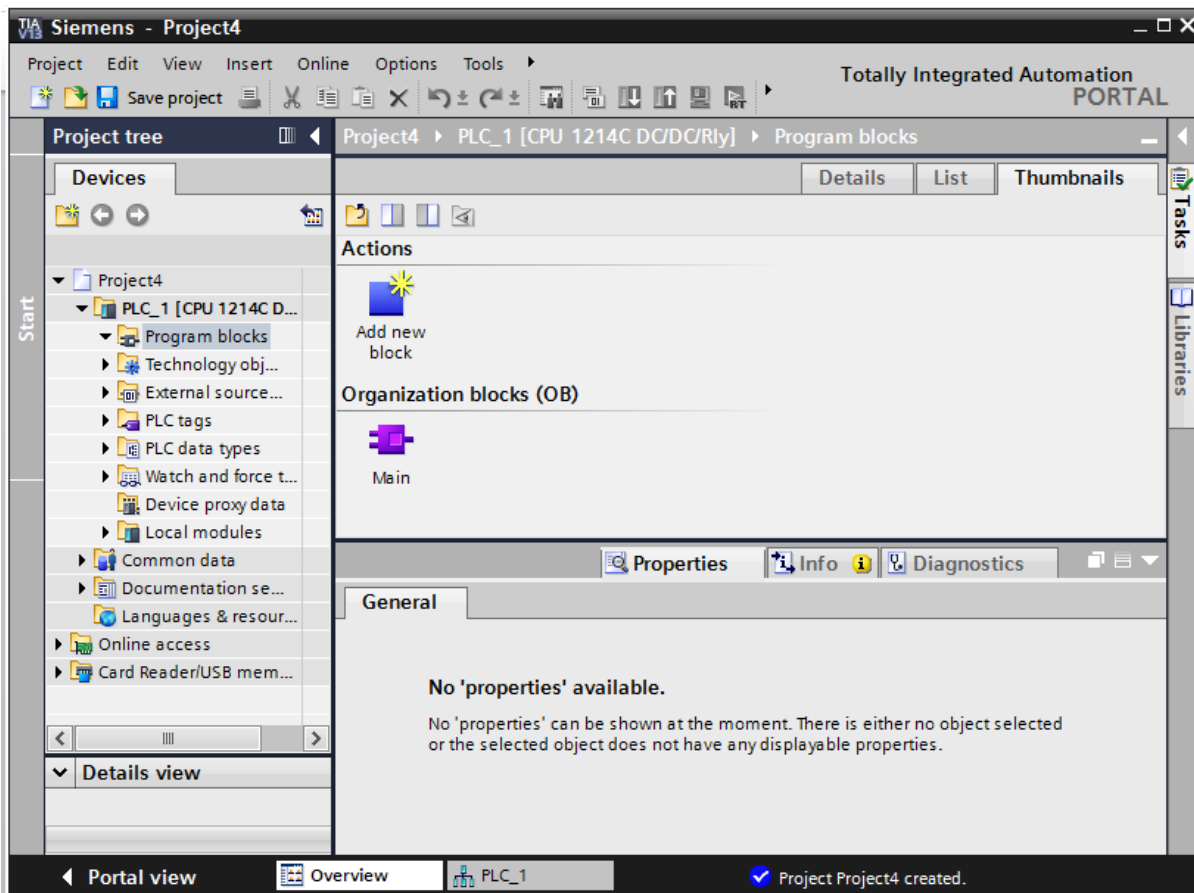 TIA V13 Siemens - Project4
Project Edit View Insert Online Options Tools
Totally Integrated Automation
PORTAL
Save project
RT
Project tree
Project4 PLC_1 [CPU 1214C DC/DC/Rly] Program blocks
Devices
Details List Thumbnails
Start
Tasks
Libraries
Actions
Add new
block
Organization blocks (OB)
Main
Project4
PLC_1 [CPU 1214C D...
Program blocks
Technology obj...
External source...
PLC tags
PLC data types
Watch and force t...
Device proxy data
Local modules
Common data
Documentation se...
Languages & resour...
Online access
Card Reader/USB mem...
Details view
Properties Info Diagnostics
General
No 'properties' available.
No 'properties' can be shown at the moment. There is either no object selected
or the selected object does not have any displayable properties.
Portal view Overview PLC_1 Project Project4 created.